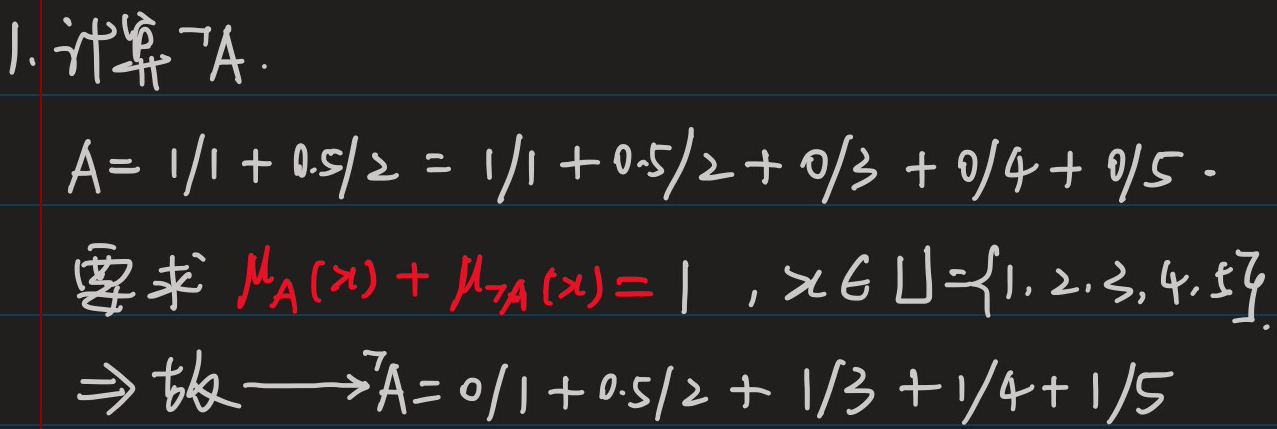 1. 计算¬A.
A = 1/1 + 0.5/2 = 1/1 + 0.5/2 + 0/3 + 0/4 + 0/5.
要求 μA(x) + μ¬A(x) = 1 , x ∈ U={1,2,3,4,5}.
⇒ 故 ⟶ ¬A = 0/1 + 0.5/2 + 1/3 + 1/4 + 1/5